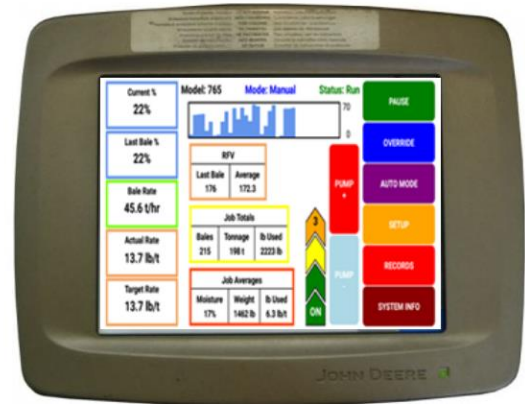 Current %
22%
Last Bale %
22%
Bale Rate
45.6 t/hr
Actual Rate
13.7 lb/t
Target Rate
13.7 lb/t
Model: 765 Mode: Manual Status: Run
70
0
RFV
Last Bale Average
176 172.3
Job Totals
Bales Tonnage lb Used
215 198 t 2223 lb
Job Averages
Moisture Weight lb Used
17% 1462 lb 6.3 lb/t
3
ON
PUMP
+
PUMP
-
PAUSE
OVERRIDE
AUTO MODE
SETUP
RECORDS
SYSTEM INFO
JOHN DEERE